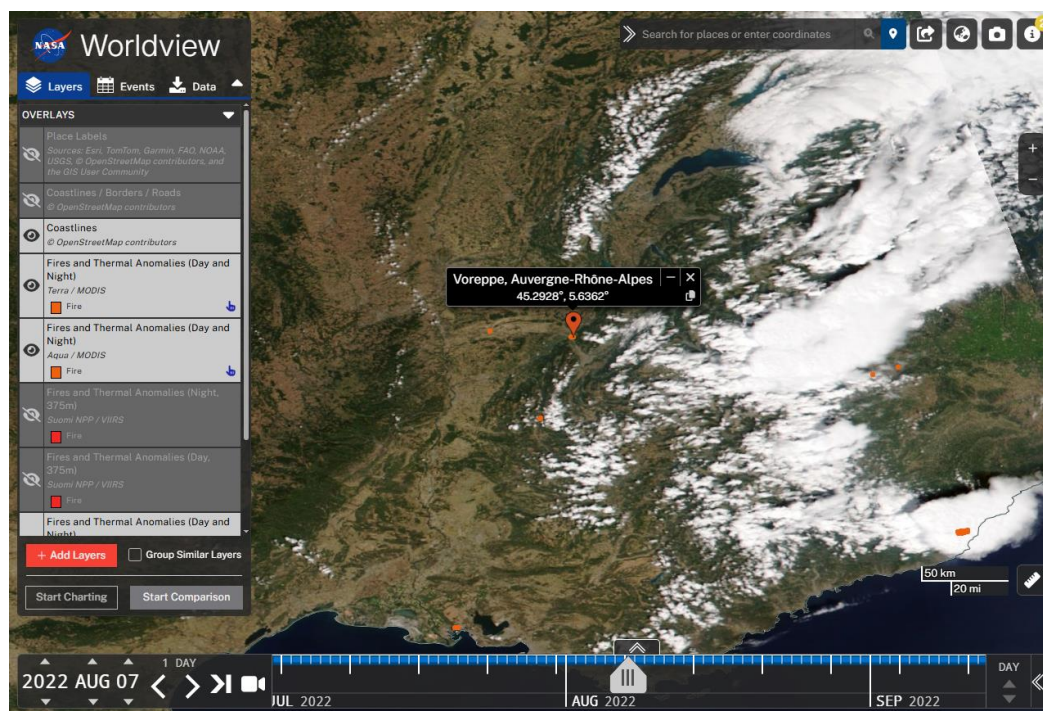 NASA Worldview
Search for places or enter coordinates
Layers Events Data
OVERLAYS
Place Labels
Sources: Esri, TomTom, Garmin, FAO, NOAA,
USGS, © OpenStreetMap contributors, and
the GIS User Community
Coastlines / Borders / Roads
© OpenStreetMap contributors
Coastlines
© OpenStreetMap contributors
Fires and Thermal Anomalies (Day and
Night)
Terra / MODIS
Fire
Fires and Thermal Anomalies (Day and
Night)
Aqua / MODIS
Fire
Fires and Thermal Anomalies (Night,
375m)
Suomi NPP / VIIRS
Fire
Fires and Thermal Anomalies (Day,
375m)
Suomi NPP / VIIRS
Fire
Fires and Thermal Anomalies (Day and
Night)
+ Add Layers Group Similar Layers
Start Charting Start Comparison
Voreppe, Auvergne-Rhône-Alpes
45.2928°, 5.6362°
50 km
20 mi
1 DAY
2022 AUG 07
JUL 2022 AUG 2022 SEP 2022
DAY